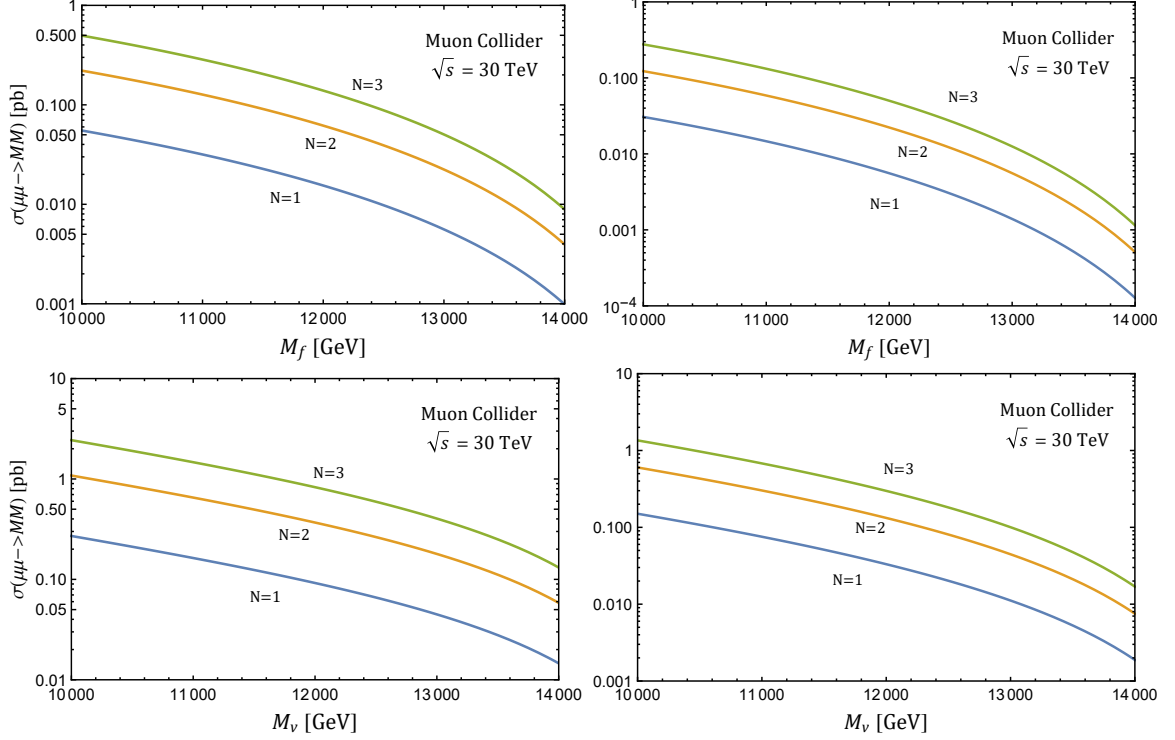 σ(μμ−>MM) [pb]
0.500
0.100
0.050
0.010
0.005
0.001
Muon Collider
√s = 30 TeV
N=3
N=2
N=1
10 000
11 000
12 000
13 000
14 000
M_f [GeV]
1
0.100
0.010
0.001
10⁻⁴
Muon Collider
√s = 30 TeV
N=3
N=2
N=1
10 000
11 000
12 000
13 000
14 000
M_f [GeV]
σ(μμ−>MM) [pb]
10
5
1
0.50
0.10
0.05
0.01
Muon Collider
√s = 30 TeV
N=3
N=2
N=1
10 000
11 000
12 000
13 000
14 000
M_v [GeV]
10
1
0.100
0.010
0.001
Muon Collider
√s = 30 TeV
N=3
N=2
N=1
10 000
11 000
12 000
13 000
14 000
M_v [GeV]